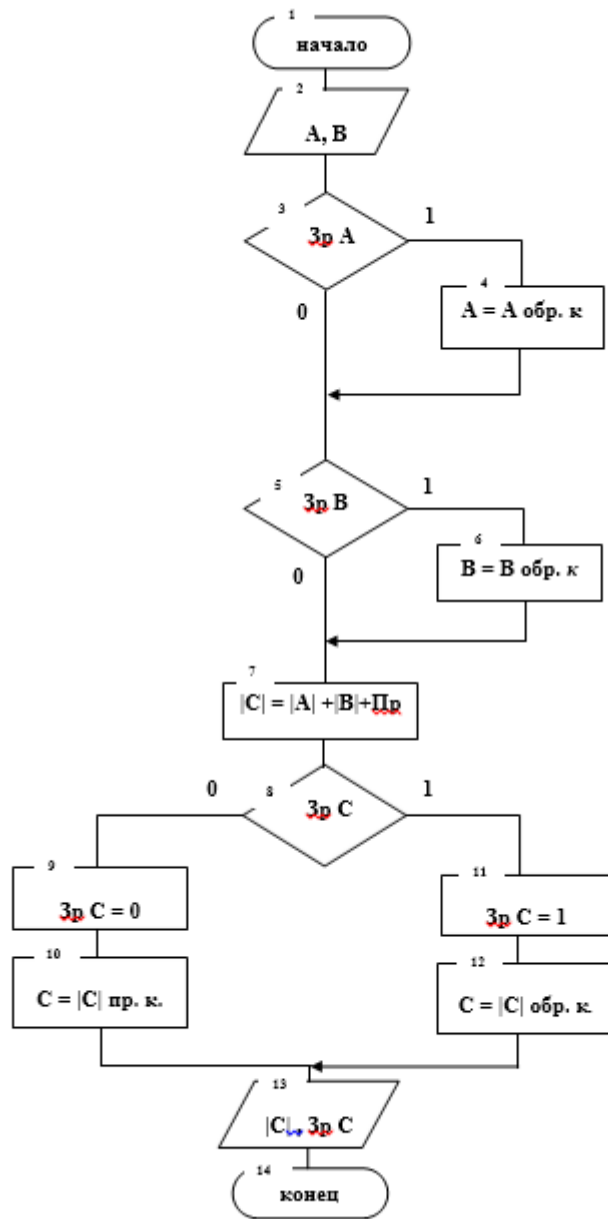 1
начало
2
А, В
3
Зр А
1
0
4
А = А обр. к
5
Зр В
1
0
6
В = В обр. к
7
|С| = |А| +|В|+Пр
8
Зр С
0
1
9
Зр С = 0
10
С = |С| пр. к.
11
Зр С = 1
12
С = |С| обр. к.
13
|С|., Зр С
14
конец